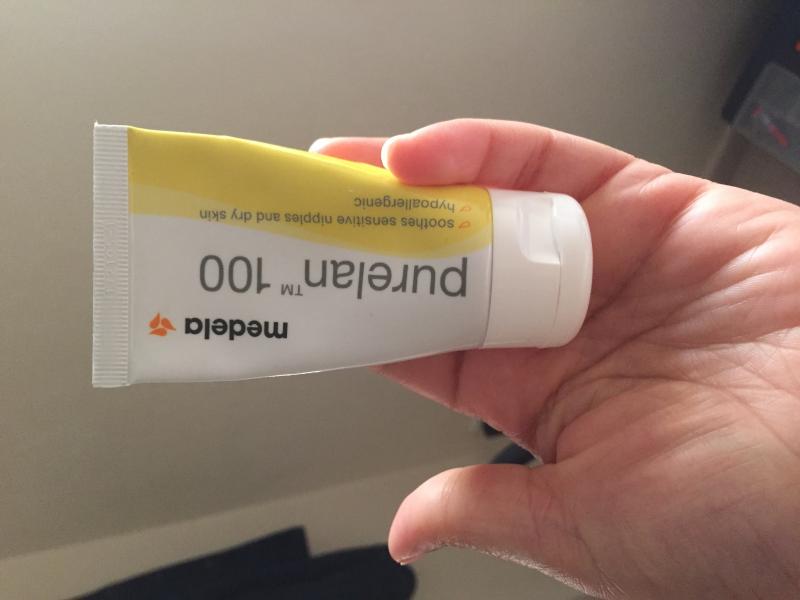 medela
purelan™ 100
soothes sensitive nipples and dry skin
hypoallergenic